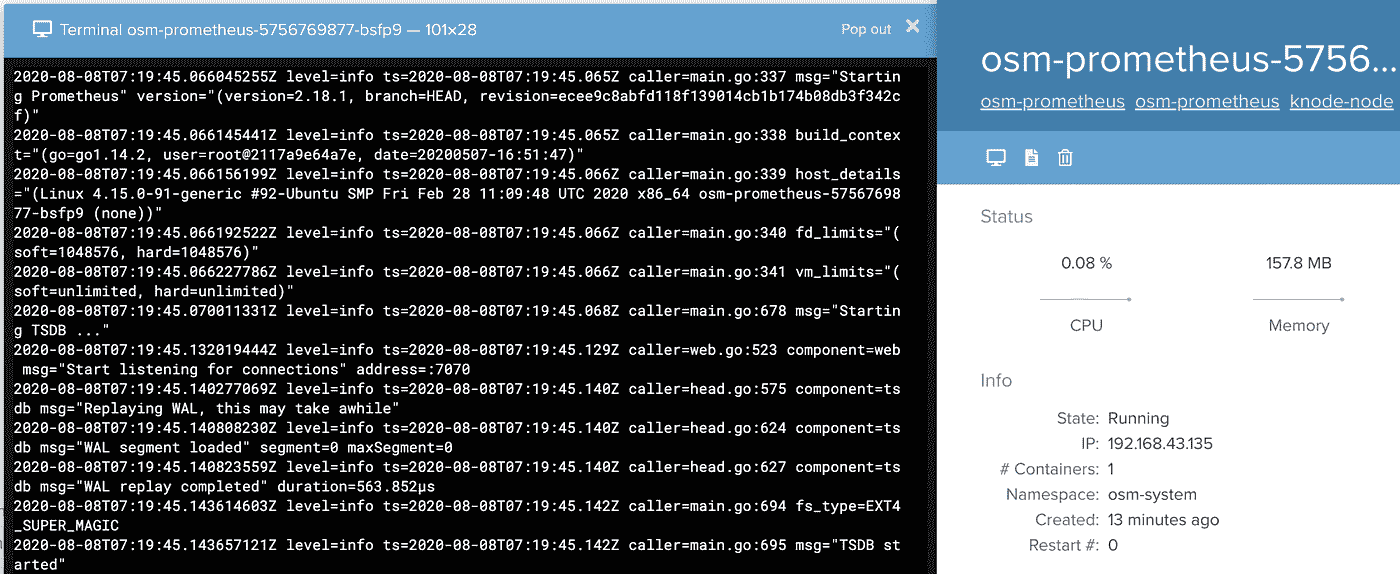 Terminal osm-prometheus-5756769877-bsfp9 — 101×28
Pop out ×
2020-08-08T07:19:45.066045255Z level=info ts=2020-08-08T07:19:45.065Z caller=main.go:337 msg="Startin
g Prometheus" version="(version=2.18.1, branch=HEAD, revision=ecee9c8abfd118f139014cb1b174b08db3f342c
f)"
2020-08-08T07:19:45.066145441Z level=info ts=2020-08-08T07:19:45.065Z caller=main.go:338 build_contex
t="(go=go1.14.2, user=root@2117a9e64a7e, date=20200507-16:51:47)"
2020-08-08T07:19:45.066156199Z level=info ts=2020-08-08T07:19:45.066Z caller=main.go:339 host_details
="(Linux 4.15.0-91-generic #92-Ubuntu SMP Fri Feb 28 11:09:48 UTC 2020 x86_64 osm-prometheus-57567698
77-bsfp9 (none))"
2020-08-08T07:19:45.066192522Z level=info ts=2020-08-08T07:19:45.066Z caller=main.go:340 fd_limits="(
soft=1048576, hard=1048576)"
2020-08-08T07:19:45.066227786Z level=info ts=2020-08-08T07:19:45.066Z caller=main.go:341 vm_limits="(
soft=unlimited, hard=unlimited)"
2020-08-08T07:19:45.070011331Z level=info ts=2020-08-08T07:19:45.068Z caller=main.go:678 msg="Startin
g TSDB ..."
2020-08-08T07:19:45.132019444Z level=info ts=2020-08-08T07:19:45.129Z caller=web.go:523 component=web
msg="Start listening for connections" address=:7070
2020-08-08T07:19:45.140277069Z level=info ts=2020-08-08T07:19:45.140Z caller=head.go:575 component=ts
db msg="Replaying WAL, this may take awhile"
2020-08-08T07:19:45.140808230Z level=info ts=2020-08-08T07:19:45.140Z caller=head.go:624 component=ts
db msg="WAL segment loaded" segment=0 maxSegment=0
2020-08-08T07:19:45.140823559Z level=info ts=2020-08-08T07:19:45.140Z caller=head.go:627 component=ts
db msg="WAL replay completed" duration=563.852µs
2020-08-08T07:19:45.143614603Z level=info ts=2020-08-08T07:19:45.142Z caller=main.go:694 fs_type=EXT4
_SUPER_MAGIC
2020-08-08T07:19:45.143657121Z level=info ts=2020-08-08T07:19:45.142Z caller=main.go:695 msg="TSDB st
arted"
osm-prometheus-5756...
osm-prometheus osm-prometheus knode-node
Status
0.08 % 157.8 MB
CPU Memory
Info
State: Running
IP: 192.168.43.135
# Containers: 1
Namespace: osm-system
Created: 13 minutes ago
Restart #: 0